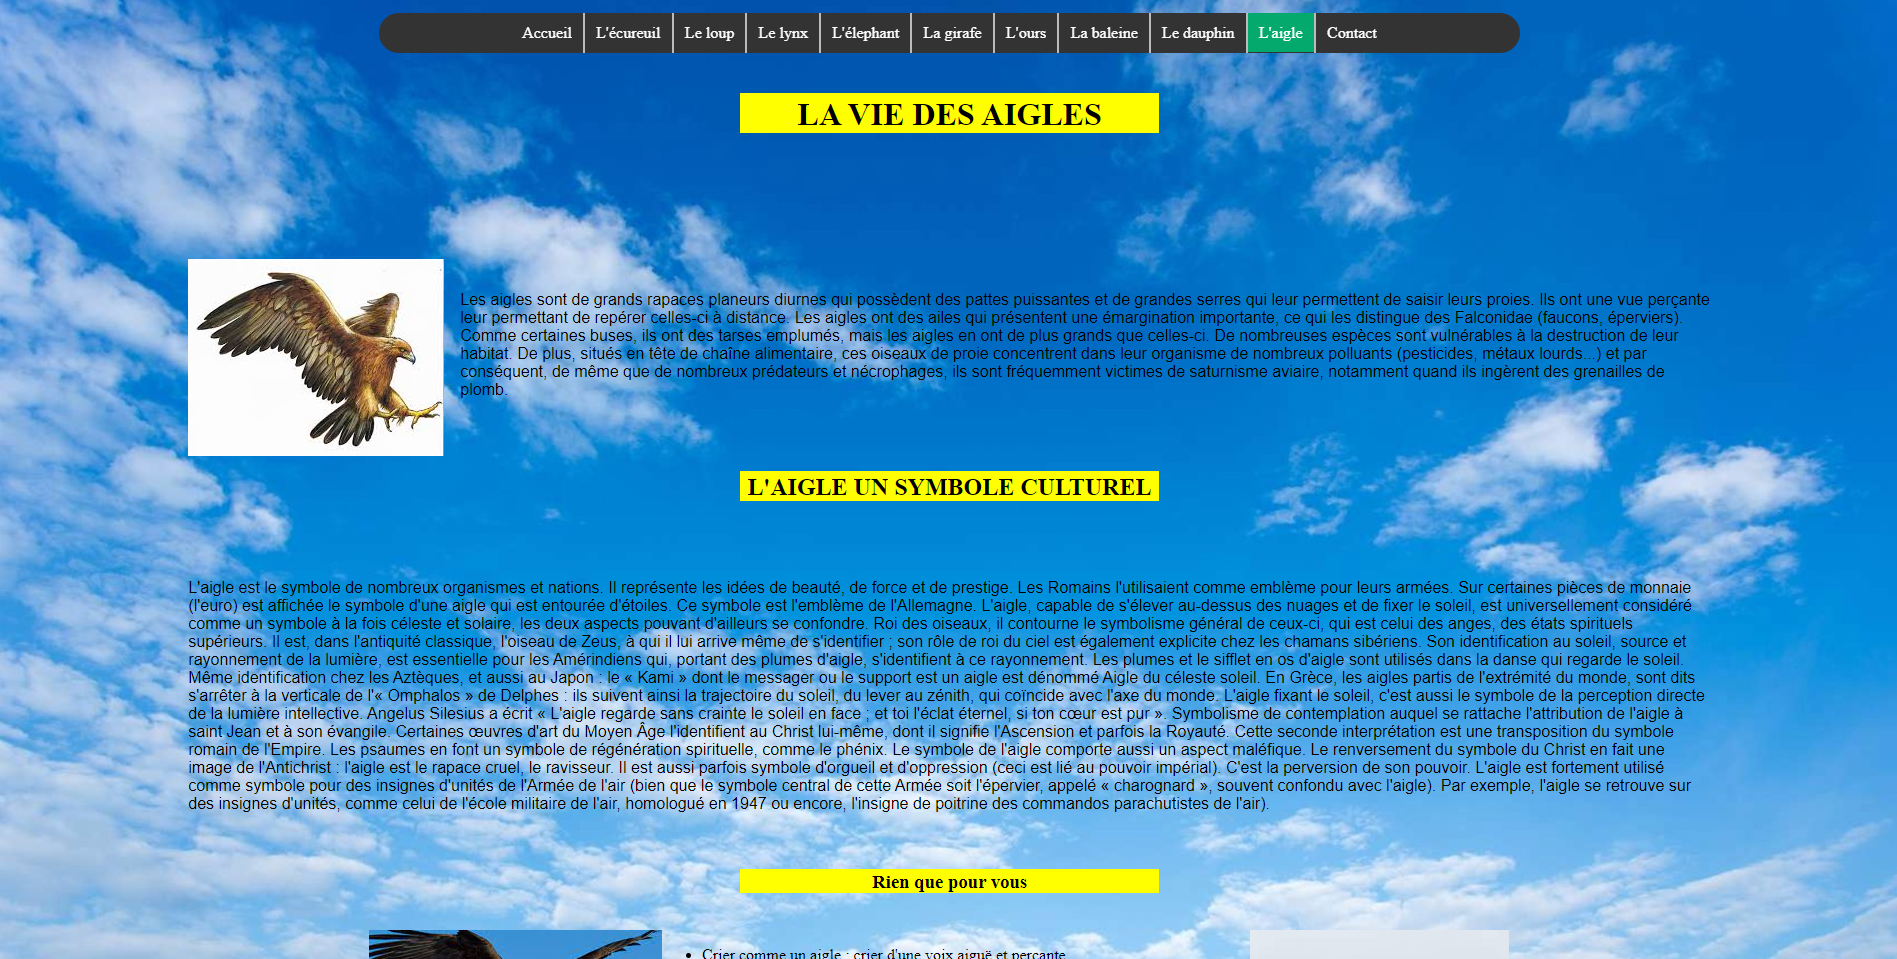 Accueil L'écureuil Le loup Le lynx L'élephant La girafe L'ours La baleine Le dauphin L'aigle Contact
LA VIE DES AIGLES
Les aigles sont de grands rapaces planeurs diurnes qui possèdent des pattes puissantes et de grandes serres qui leur permettent de saisir leurs proies. Ils ont une vue perçante
leur permettant de repérer celles-ci à distance. Les aigles ont des ailes qui présentent une émargination importante, ce qui les distingue des Falconidae (faucons, éperviers).
Comme certaines buses, ils ont des tarses emplumés, mais les aigles en ont de plus grands que celles-ci. De nombreuses espèces sont vulnérables à la destruction de leur
habitat. De plus, situés en tête de chaîne alimentaire, ces oiseaux de proie concentrent dans leur organisme de nombreux polluants (pesticides, métaux lourds...) et par
conséquent, de même que de nombreux prédateurs et nécrophages, ils sont fréquemment victimes de saturnisme aviaire, notamment quand ils ingèrent des grenailles de
plomb.
L'AIGLE UN SYMBOLE CULTUREL
L'aigle est le symbole de nombreux organismes et nations. Il représente les idées de beauté, de force et de prestige. Les Romains l'utilisaient comme emblème pour leurs armées. Sur certaines pièces de monnaie
(l'euro) est affichée le symbole d'une aigle qui est entourée d'étoiles. Ce symbole est l'emblème de l'Allemagne. L'aigle, capable de s'élever au-dessus des nuages et de fixer le soleil, est universellement considéré
comme un symbole à la fois céleste et solaire, les deux aspects pouvant d'ailleurs se confondre. Roi des oiseaux, il contourne le symbolisme général de ceux-ci, qui est celui des anges, des états spirituels
supérieurs. Il est, dans l'antiquité classique, l'oiseau de Zeus, à qui il lui arrive même de s'identifier ; son rôle de roi du ciel est également explicite chez les chamans sibériens. Son identification au soleil, source et
rayonnement de la lumière, est essentielle pour les Amérindiens qui, portant des plumes d'aigle, s'identifient à ce rayonnement. Les plumes et le sifflet en os d'aigle sont utilisés dans la danse qui regarde le soleil.
Même identification chez les Aztèques, et aussi au Japon : le « Kami » dont le messager ou le support est un aigle est dénommé Aigle du céleste soleil. En Grèce, les aigles partis de l'extrémité du monde, sont dits
s'arrêter à la verticale de l'« Omphalos » de Delphes : ils suivent ainsi la trajectoire du soleil, du lever au zénith, qui coïncide avec l'axe du monde. L'aigle fixant le soleil, c'est aussi le symbole de la perception directe
de la lumière intellective. Angelus Silesius a écrit « L'aigle regarde sans crainte le soleil en face ; et toi l'éclat éternel, si ton cœur est pur ». Symbolisme de contemplation auquel se rattache l'attribution de l'aigle à
saint Jean et à son évangile. Certaines œuvres d'art du Moyen Âge l'identifient au Christ lui-même, dont il signifie l'Ascension et parfois la Royauté. Cette seconde interprétation est une transposition du symbole
romain de l'Empire. Les psaumes en font un symbole de régénération spirituelle, comme le phénix. Le symbole de l'aigle comporte aussi un aspect maléfique. Le renversement du symbole du Christ en fait une
image de l'Antichrist : l'aigle est le rapace cruel, le ravisseur. Il est aussi parfois symbole d'orgueil et d'oppression (ceci est lié au pouvoir impérial). C'est la perversion de son pouvoir. L'aigle est fortement utilisé
comme symbole pour des insignes d'unités de l'Armée de l'air (bien que le symbole central de cette Armée soit l'épervier, appelé « charognard », souvent confondu avec l'aigle). Par exemple, l'aigle se retrouve sur
des insignes d'unités, comme celui de l'école militaire de l'air, homologué en 1947 ou encore, l'insigne de poitrine des commandos parachutistes de l'air).
Rien que pour vous
• Crier comme un aigle : crier d'une voix aiguë et perçante